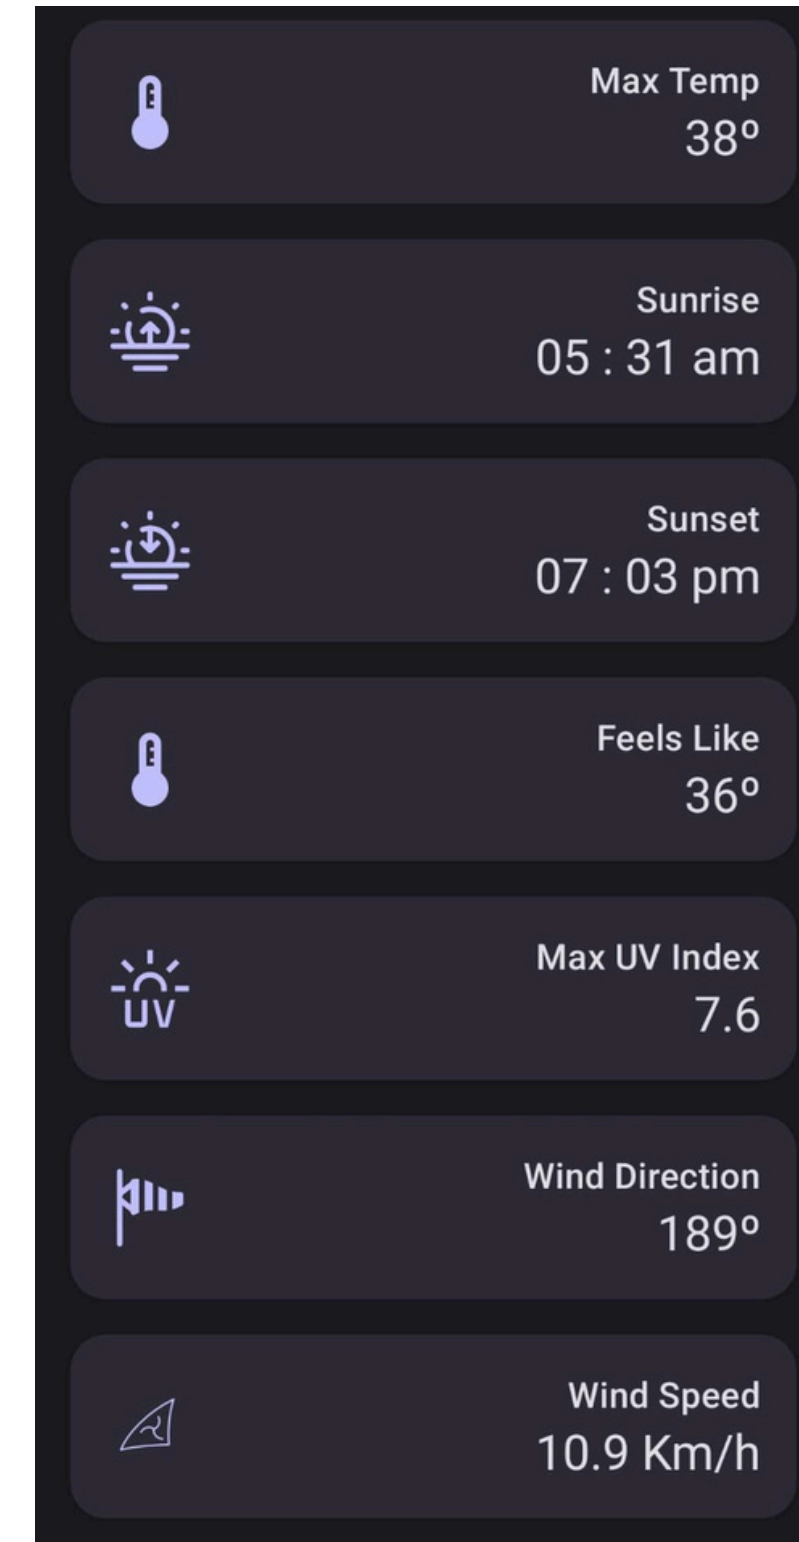 Max Temp
38º
Sunrise
05 : 31 am
Sunset
07 : 03 pm
Feels Like
36º
Max UV Index
UV
7.6
Wind Direction
189º
Wind Speed
10.9 Km/h